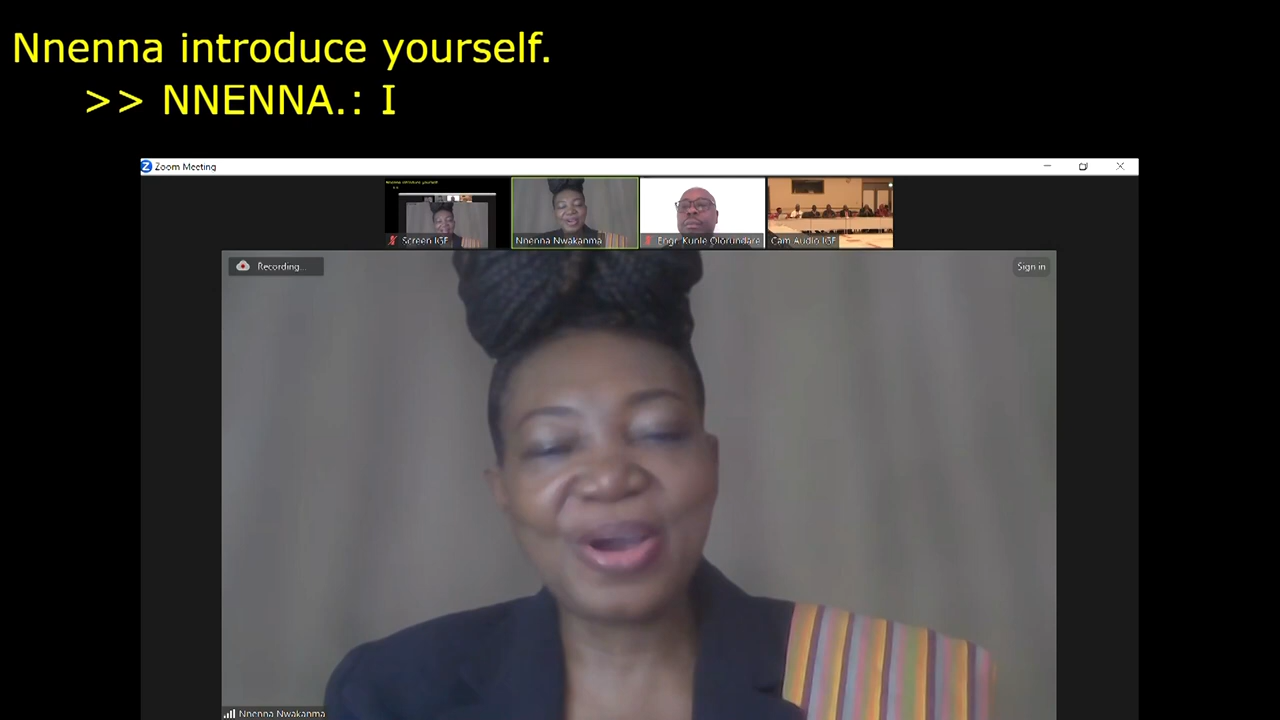 Nnenna introduce yourself.
>> NNENNA.: I
Zoom Meeting
Screen IGF
Nnenna Nwakanma
Engr. Kunle Olorundare
Cam Audio IGF
Recording...
Sign in
Nnenna Nwakanma